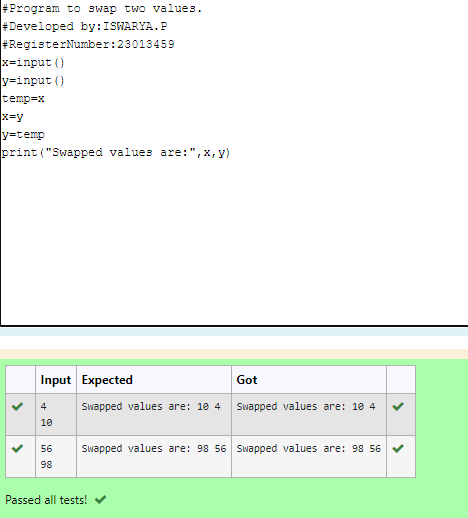 #Program to swap two values.
#Developed by:ISWARYA.P
#RegisterNumber:23013459
x=input()
y=input()
temp=x
x=y
y=temp
print("Swapped values are:",x,y)
Input Expected Got
4 Swapped values are: 10 4 Swapped values are: 10 4
10
56 Swapped values are: 98 56 Swapped values are: 98 56
98
Passed all tests!